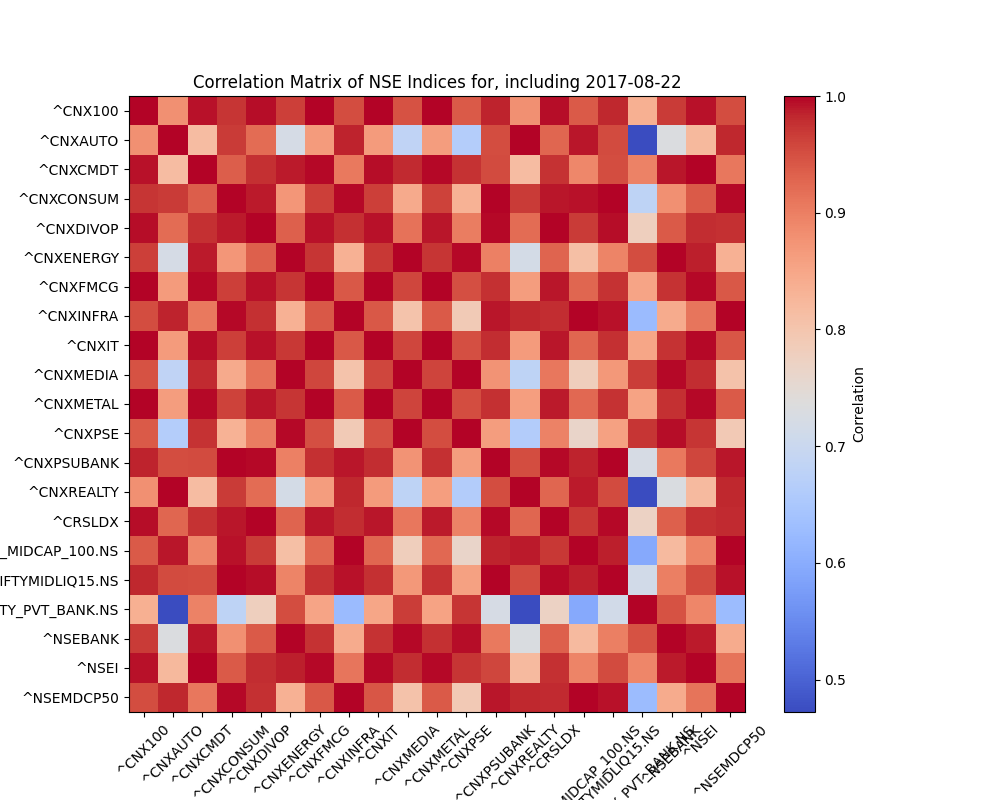 Correlation Matrix of NSE Indices for, including 2017-08-22
^CNX100
^CNXAUTO
^CNXCMDT
^CNXCONSUM
^CNXDIVOP
^CNXENERGY
^CNXFMCG
^CNXINFRA
^CNXIT
^CNXMEDIA
^CNXMETAL
^CNXPSE
^CNXPSUBANK
^CNXREALTY
^CRSLDX
_MIDCAP_100.NS
IFTYMIDLIQ15.NS
TY_PVT_BANK.NS
^NSEBANK
^NSEI
^NSEMDCP50
^CNX100
^CNXAUTO
^CNXCMDT
^CNXCONSUM
^CNXDIVOP
^CNXENERGY
^CNXFMCG
^CNXINFRA
^CNXIT
^CNXMEDIA
^CNXMETAL
^CNXPSE
^CNXPSUBANK
^CNXREALTY
^CRSLDX
MIDCAP_100.NS
TYMIDLIQ15.NS
PVT_BANK.NS
^NSEBANK
^NSEI
^NSEMDCP50
1.0
0.9
0.8
0.7
0.6
0.5
Correlation